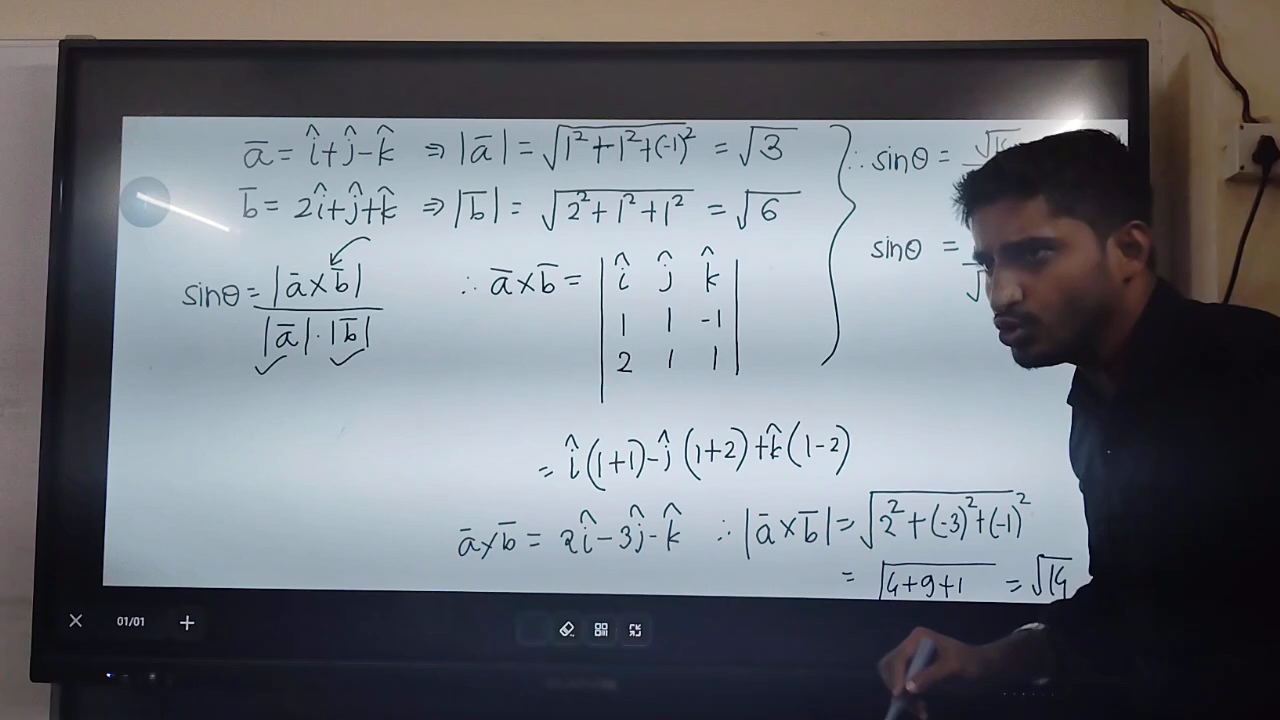 a̅ = î+ĵ-k̂ ⇒ |a̅| = √(1²+1²+(-1)²) = √3
b̅ = 2î+ĵ+k̂ ⇒ |b̅| = √(2²+1²+1²) = √6
sinθ = |a̅×b̅| / |a̅|·|b̅|
∴ a̅×b̅ = | î ĵ k̂ |
1 1 -1
2 1 1
= î(1+1)-ĵ(1+2)+k̂(1-2)
a̅×b̅ = 2î-3ĵ-k̂ ∴ |a̅×b̅| = √(2²+(-3)²+(-1)²)
= √(4+9+1) = √14
∴ sinθ =
sinθ =
01/01